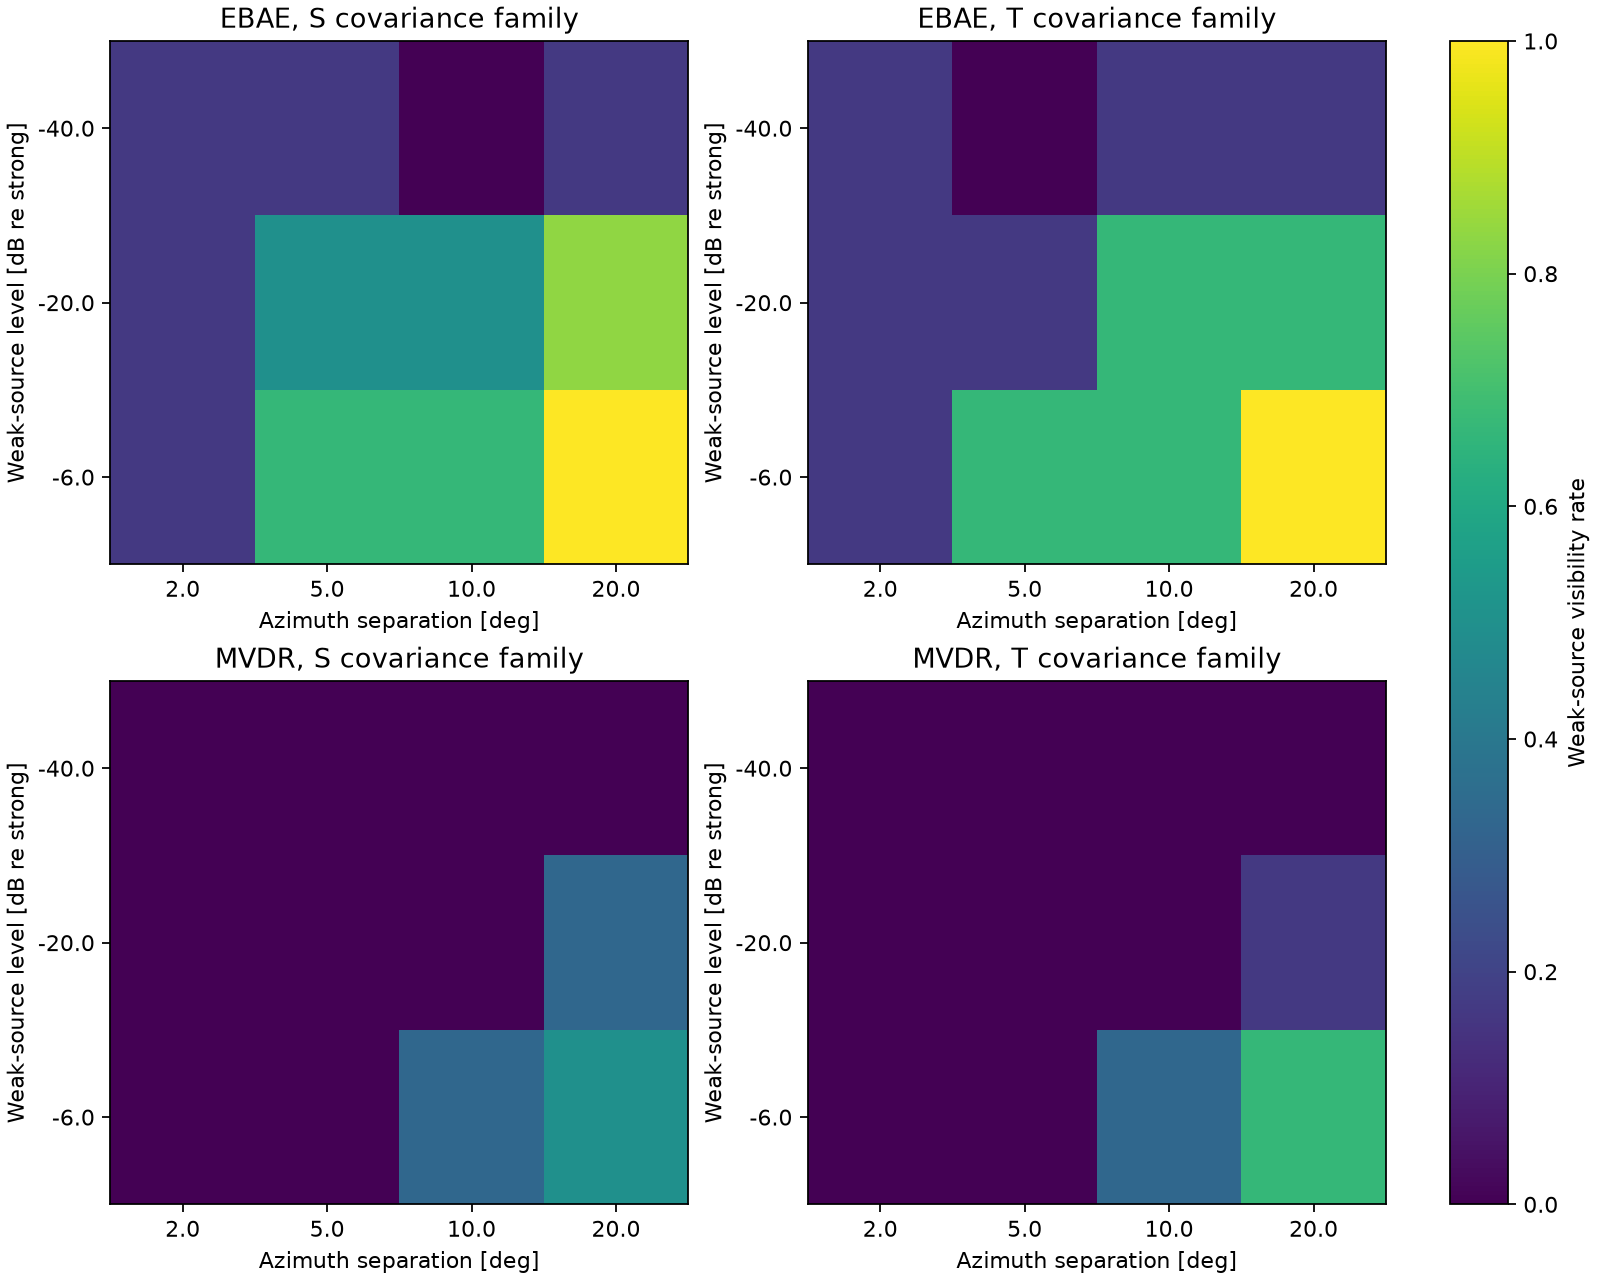 EBAE, S covariance family
EBAE, T covariance family
Weak-source level [dB re strong]
-40.0
-20.0
-6.0
2.0 5.0 10.0 20.0
Azimuth separation [deg]
Weak-source level [dB re strong]
-40.0
-20.0
-6.0
2.0 5.0 10.0 20.0
Azimuth separation [deg]
MVDR, S covariance family
MVDR, T covariance family
Weak-source level [dB re strong]
-40.0
-20.0
-6.0
2.0 5.0 10.0 20.0
Azimuth separation [deg]
Weak-source level [dB re strong]
-40.0
-20.0
-6.0
2.0 5.0 10.0 20.0
Azimuth separation [deg]
1.0
0.8
0.6
0.4
0.2
0.0
Weak-source visibility rate